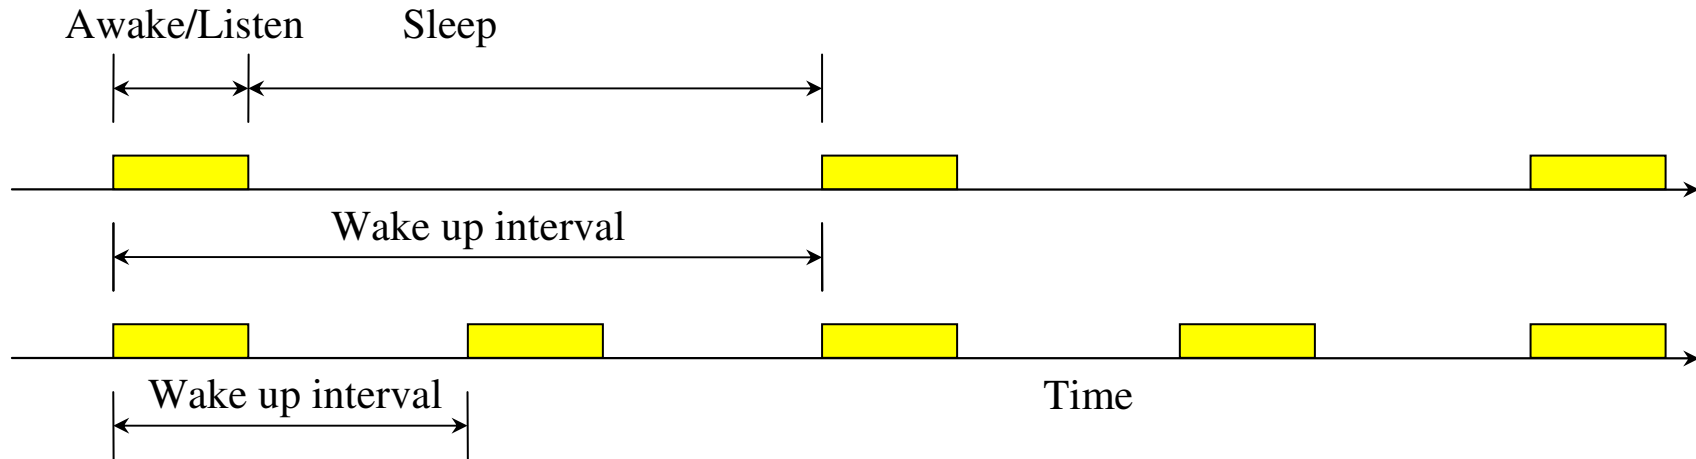 Awake/Listen Sleep
Wake up interval
Wake up interval Time